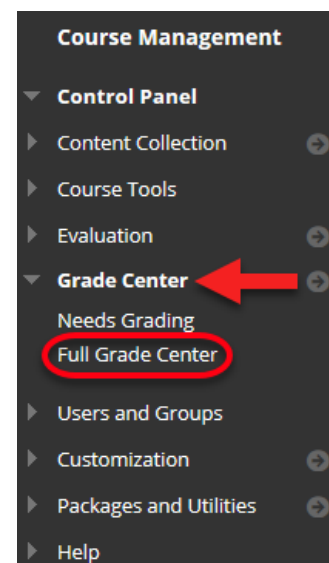 Course Management
Control Panel
Content Collection
Course Tools
Evaluation
Grade Center
Needs Grading
Full Grade Center
Users and Groups
Customization
Packages and Utilities
Help